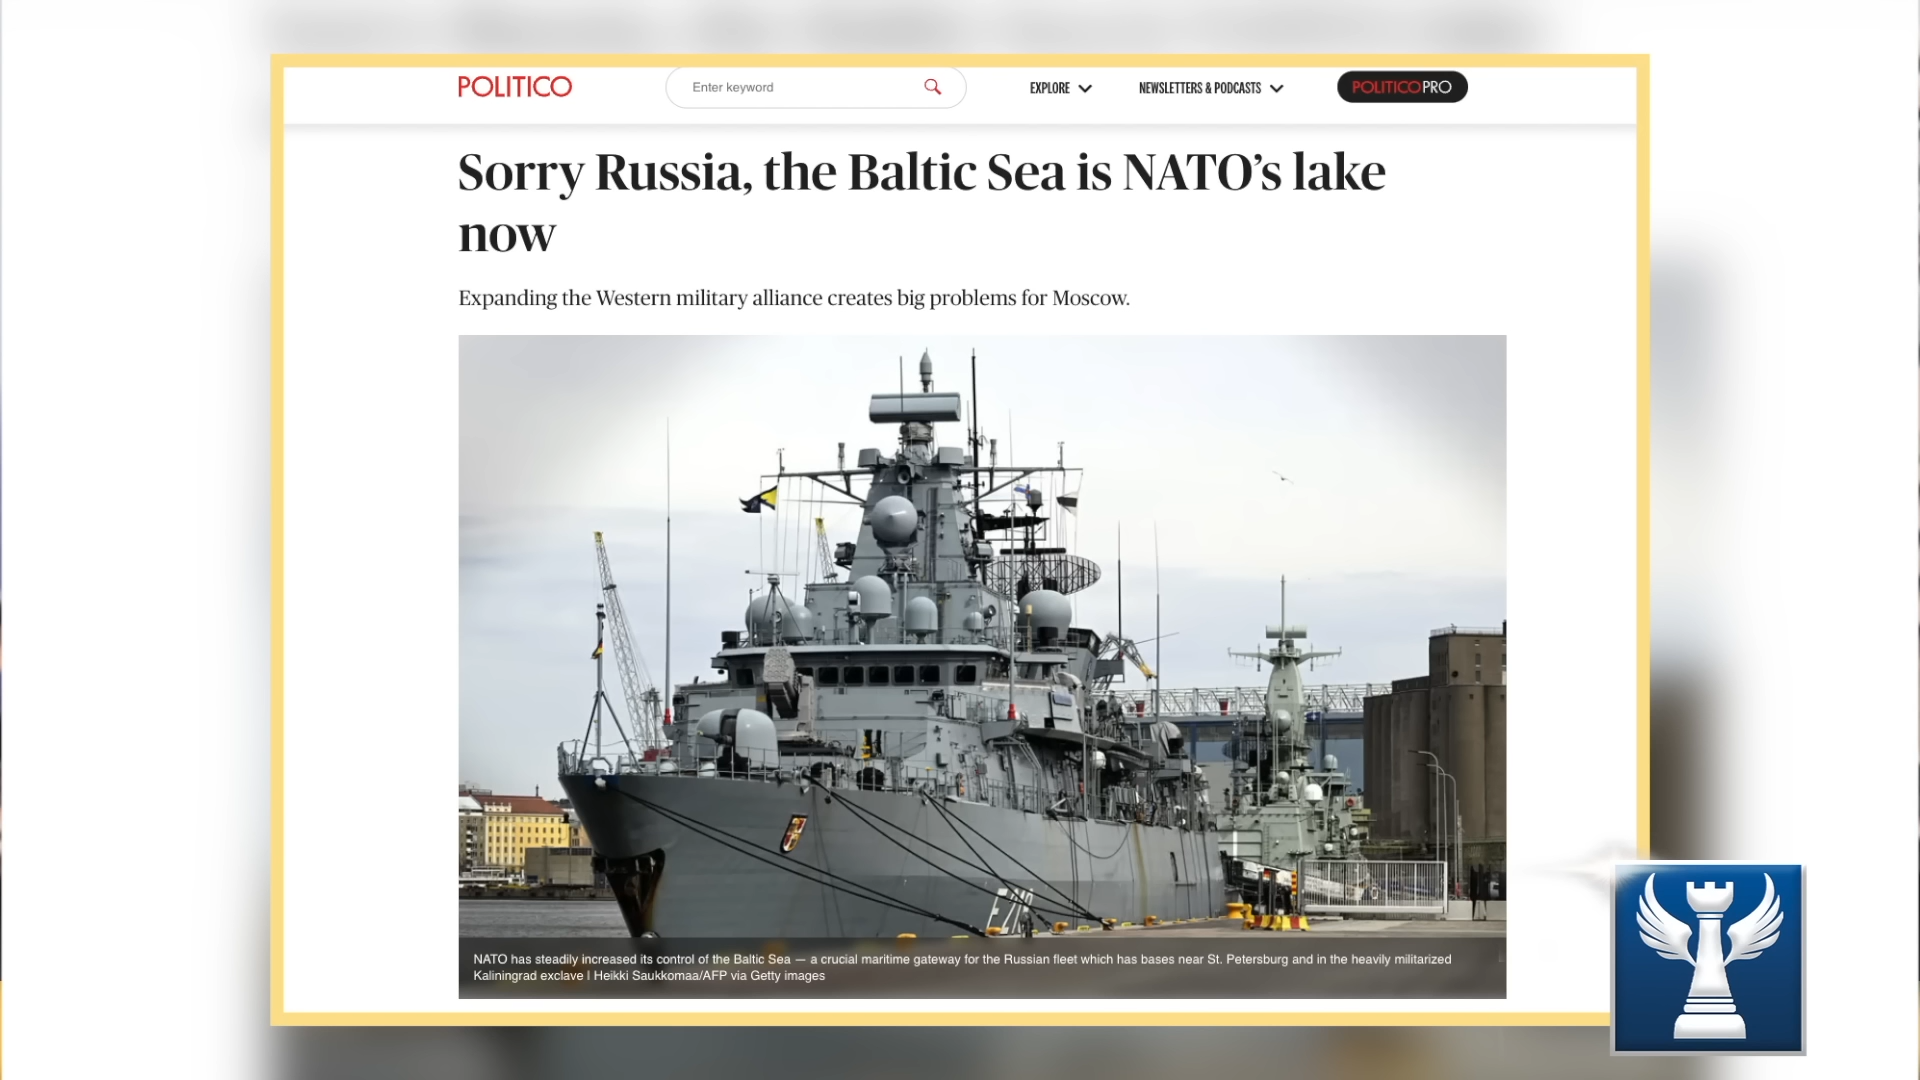 POLITICO
Enter keyword
EXPLORE
NEWSLETTERS & PODCASTS
POLITICOPRO
Sorry Russia, the Baltic Sea is NATO’s lake
now
Expanding the Western military alliance creates big problems for Moscow.
NATO has steadily increased its control of the Baltic Sea — a crucial maritime gateway for the Russian fleet which has bases near St. Petersburg and in the heavily militarized
Kaliningrad exclave | Heikki Saukkomaa/AFP via Getty images